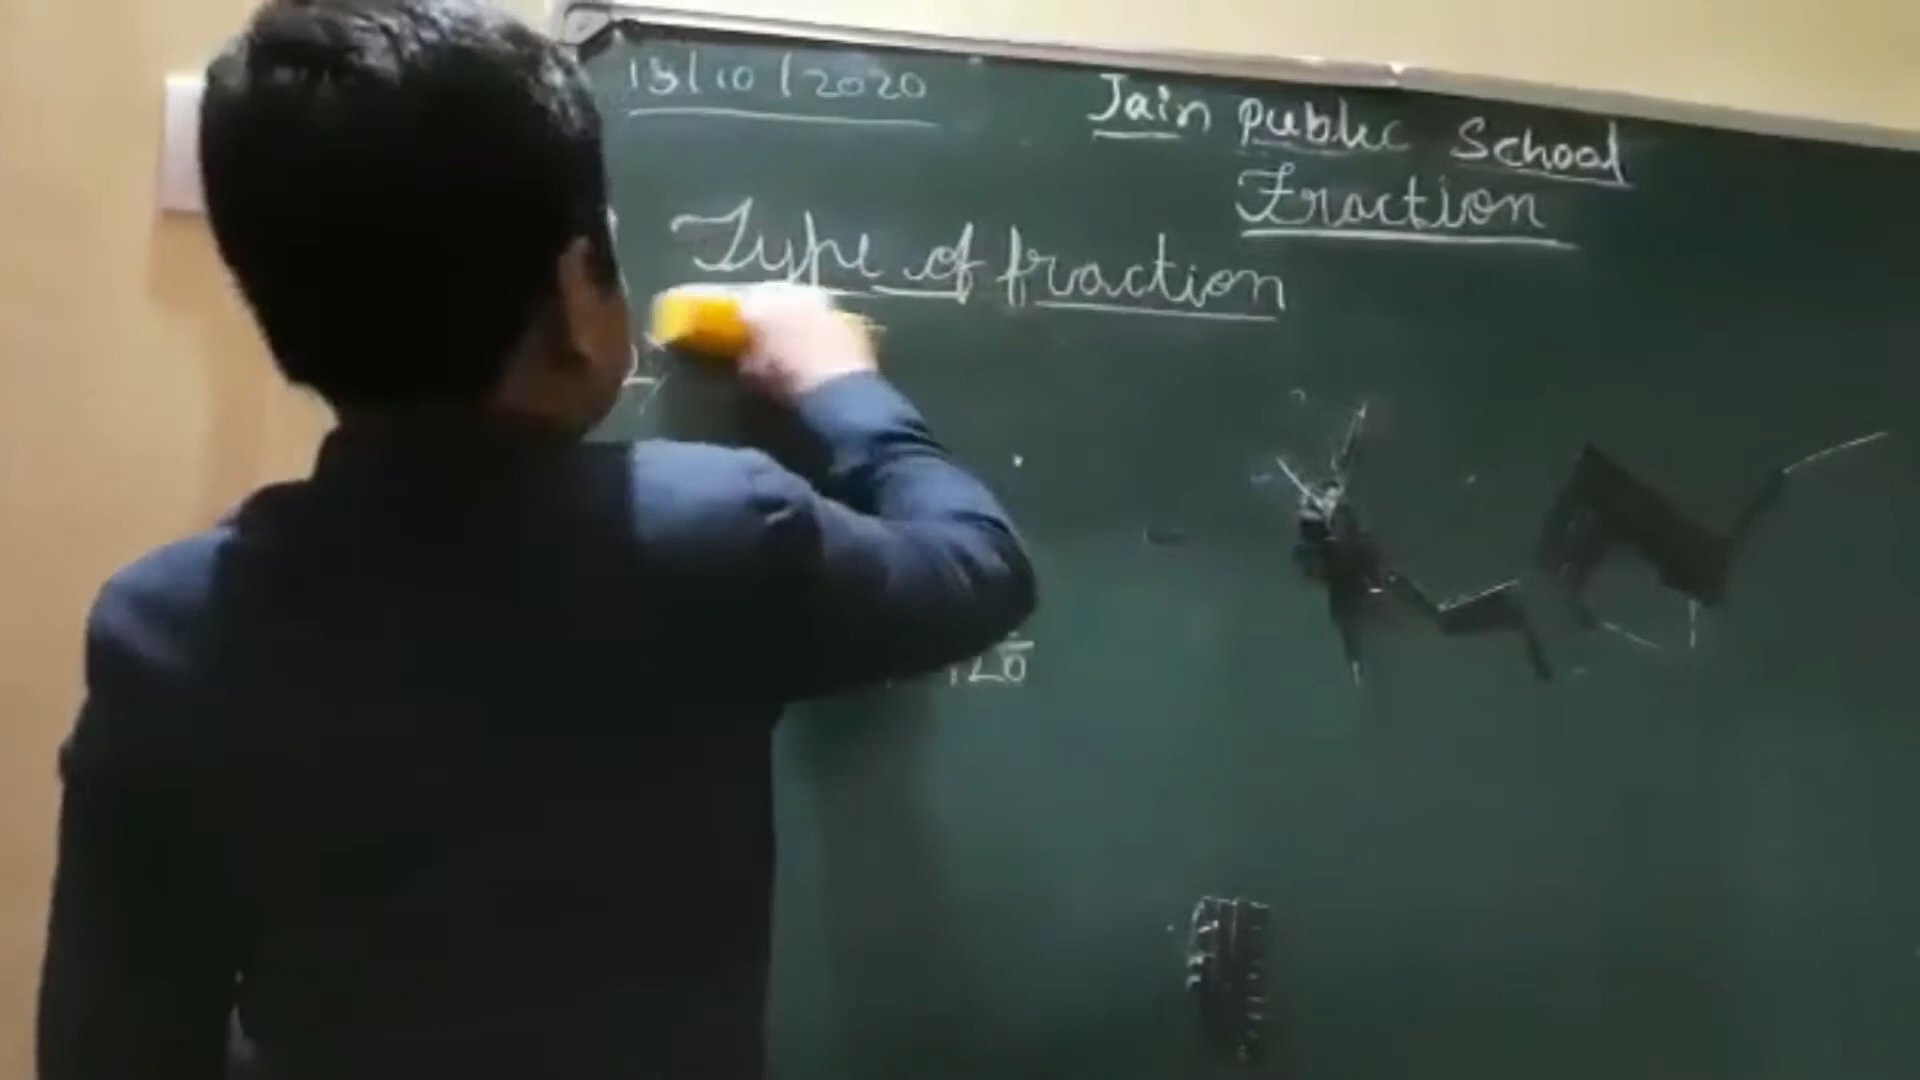 13/10/2020
Jain Public School
Fraction
Type of fraction